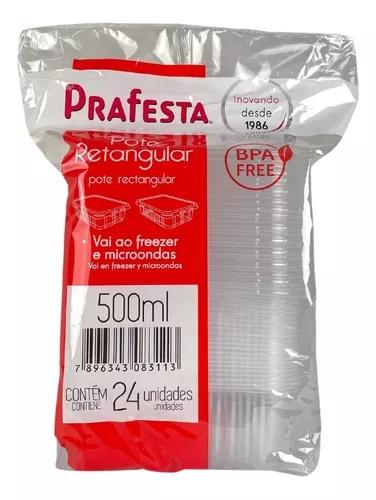 PRAFESTA
Inovando
desde
1986
Pote
Retangular
pote rectangular
BPA
FREE
Vai ao freezer
e microondas
Vai en freezer y microondas
500ml
7 896343 083113
CONTÉM 24 unidades
CONTIENE unidades